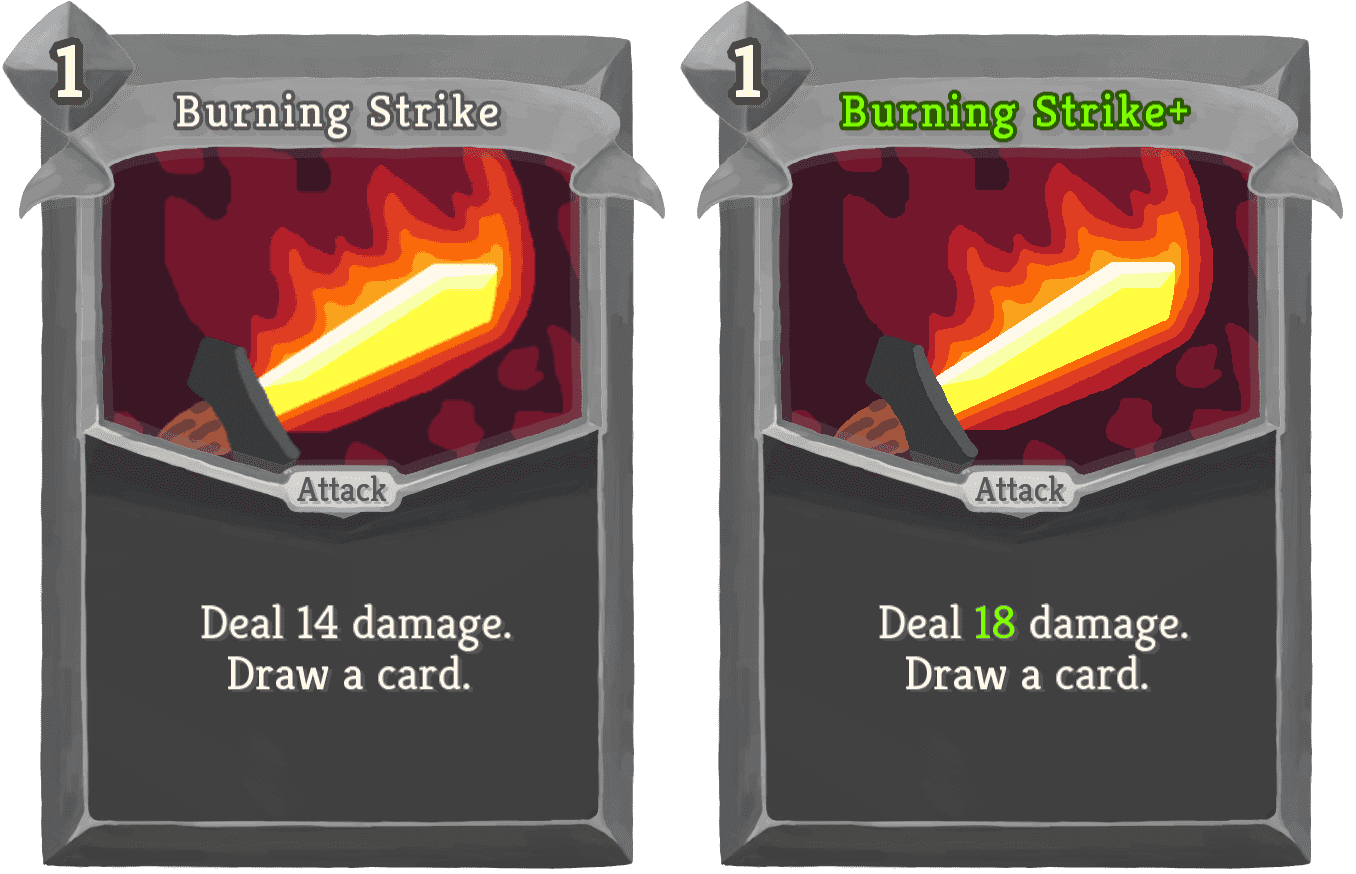 1
Burning Strike
Attack
Deal 14 damage.
Draw a card.
1
Burning Strike+
Attack
Deal 18 damage.
Draw a card.